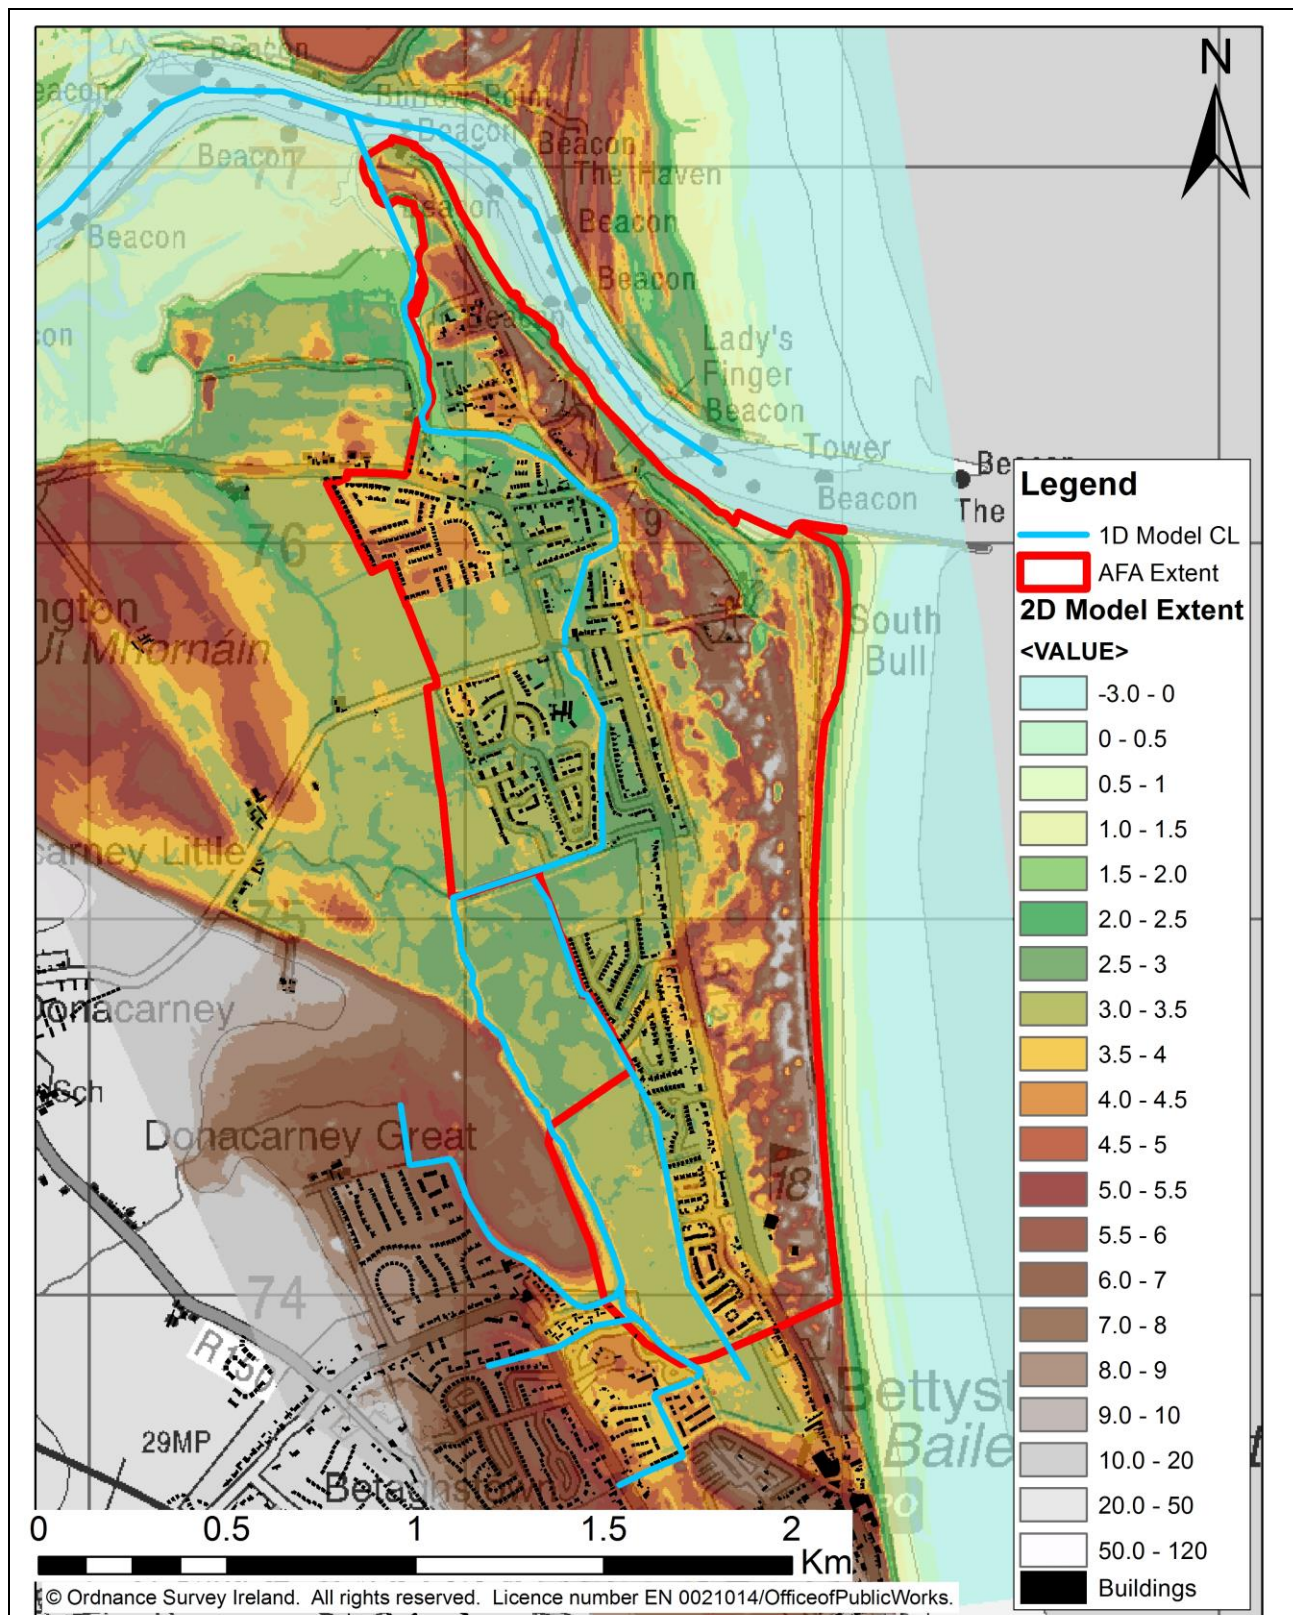 N
Beacon
eacon
Burrow Point
Beacon
Beacon
Beacon
77
The Haven
Beacon
Beacon
Beacon
Beacon
Beacon
con
Lady's
Finger
Beacon
Tower
Beacon
Beacon
The
19
76
ngton
Uí Mhornáin
South
Bull
carney Little
75
Donacarney
Sch
Donacarney Great
18
74
R150
29MP
Betaghstown
Bettyst
Baile
PO
Legend
1D Model CL
AFA Extent
2D Model Extent
<VALUE>
-3.0 - 0
0 - 0.5
0.5 - 1
1.0 - 1.5
1.5 - 2.0
2.0 - 2.5
2.5 - 3
3.0 - 3.5
3.5 - 4
4.0 - 4.5
4.5 - 5
5.0 - 5.5
5.5 - 6
6.0 - 7
7.0 - 8
8.0 - 9
9.0 - 10
10.0 - 20
20.0 - 50
50.0 - 120
Buildings
0 0.5 1 1.5 2
Km
© Ordnance Survey Ireland. All rights reserved. Licence number EN 0021014/OfficeofPublicWorks.